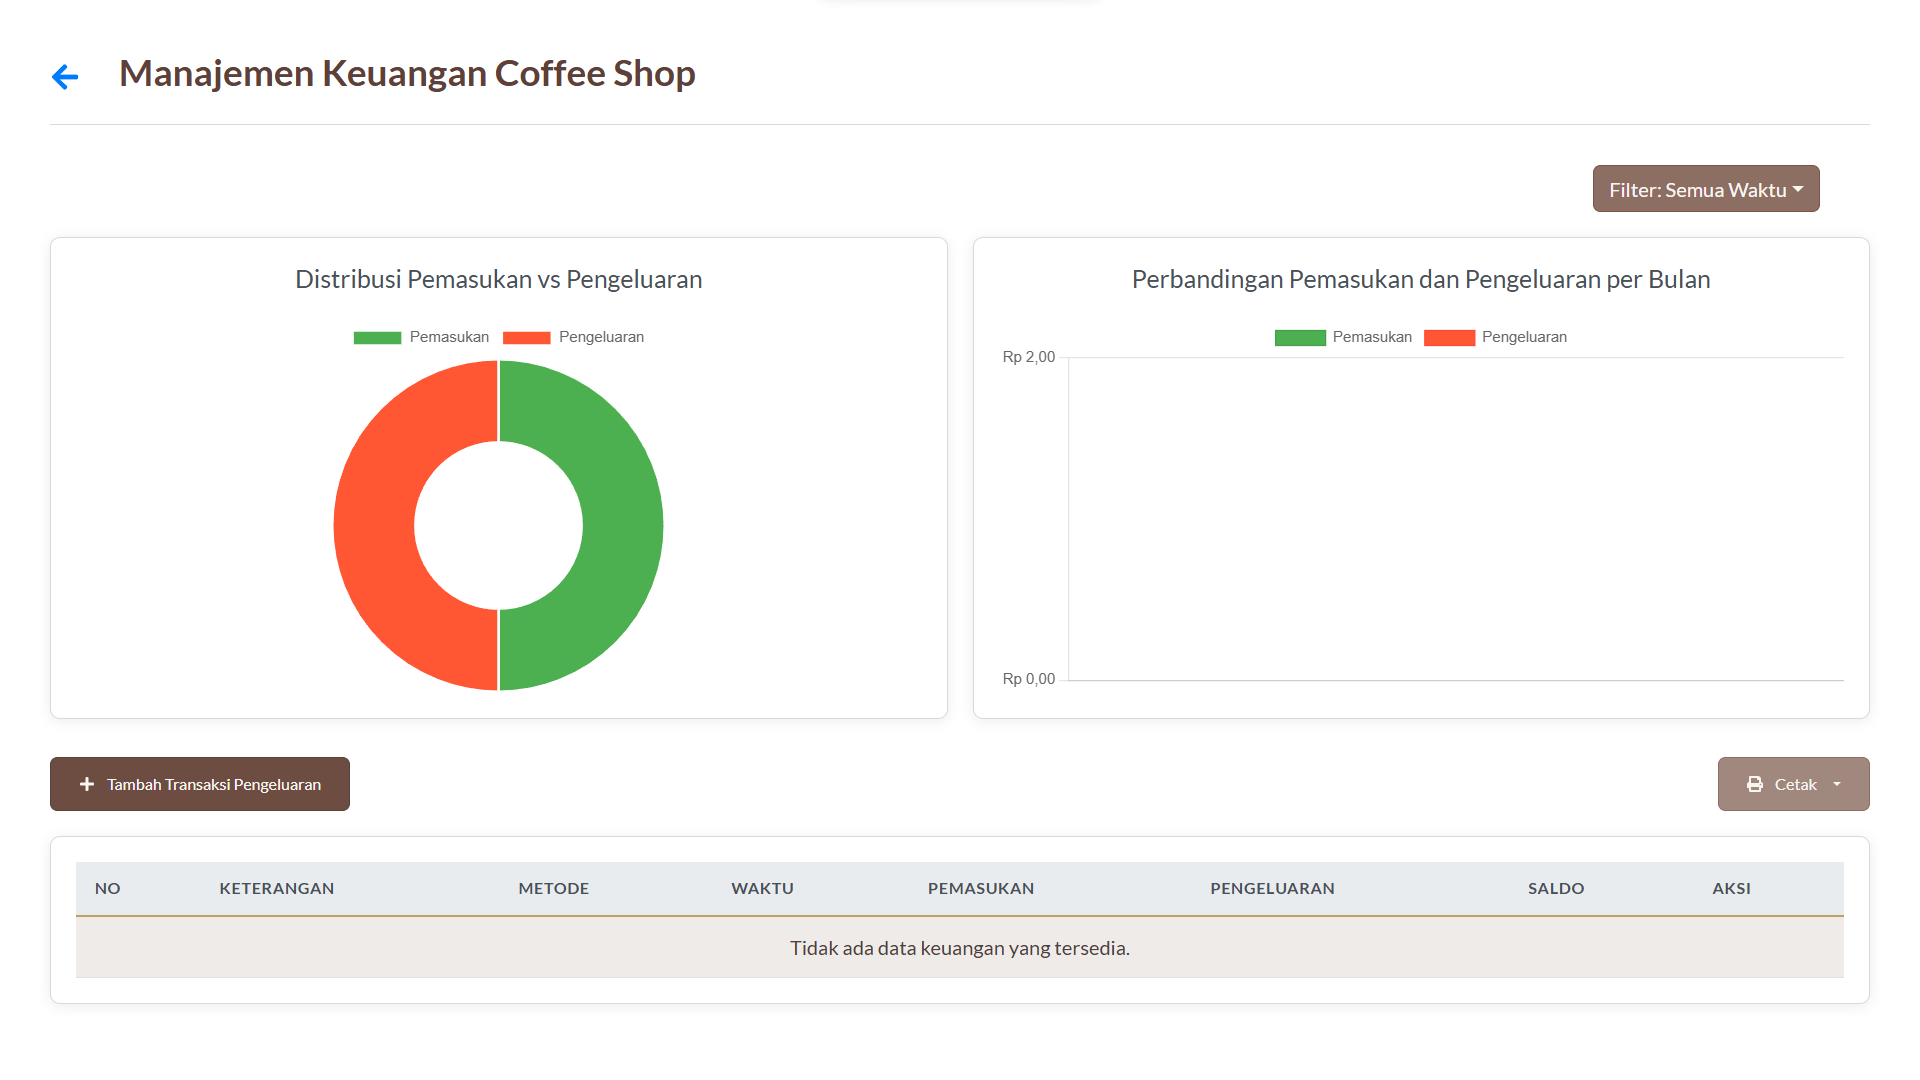 Manajemen Keuangan Coffee Shop
Filter: Semua Waktu
Distribusi Pemasukan vs Pengeluaran
Pemasukan Pengeluaran
Perbandingan Pemasukan dan Pengeluaran per Bulan
Pemasukan Pengeluaran
Rp 2,00
Rp 0,00
Tambah Transaksi Pengeluaran
Cetak
NO KETERANGAN METODE WAKTU PEMASUKAN PENGELUARAN SALDO AKSI
Tidak ada data keuangan yang tersedia.